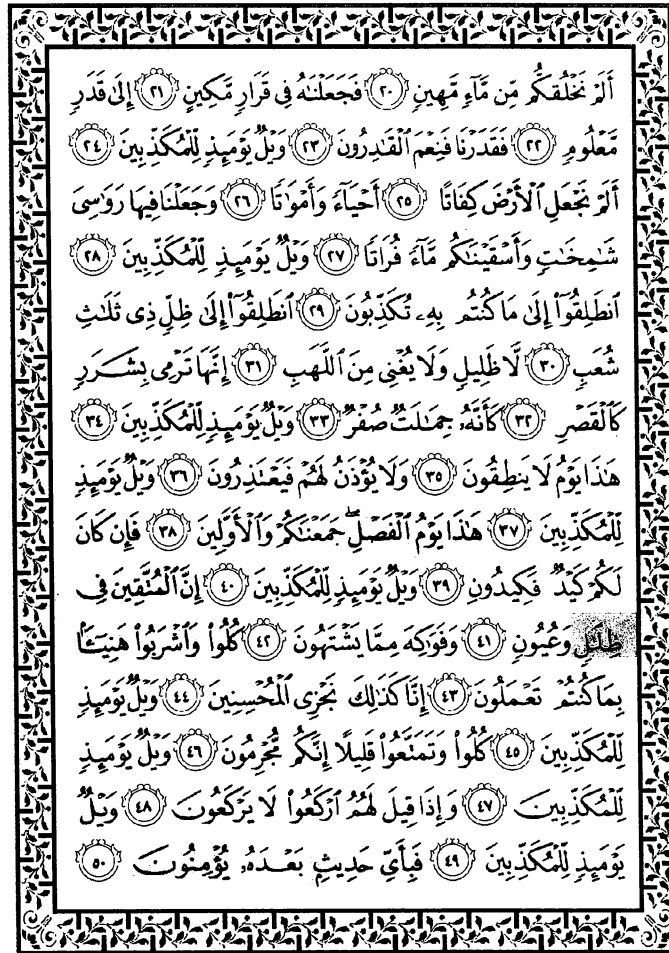 أَلَمْ نَخْلُقكُّم مِّن مَّآءٍ مَّهِينٍ ٢٠ فَجَعَلْنَٰهُ فِى قَرَارٍ مَّكِينٍ ٢١ إِلَىٰ قَدَرٍ
مَّعْلُومٍ ٢٢ فَقَدَرْنَا فَنِعْمَ ٱلْقَٰدِرُونَ ٢٣ وَيْلٌ يَوْمَئِذٍ لِّلْمُكَذِّبِينَ ٢٤
أَلَمْ نَجْعَلِ ٱلْأَرْضَ كِفَاتًا ٢٥ أَحْيَآءً وَأَمْوَٰتًا ٢٦ وَجَعَلْنَا فِيهَا رَوَٰسِىَ
شَٰمِخَٰتٍ وَأَسْقَيْنَٰكُم مَّآءً فُرَاتًا ٢٧ وَيْلٌ يَوْمَئِذٍ لِّلْمُكَذِّبِينَ ٢٨
ٱنطَلِقُوٓا۟ إِلَىٰ مَا كُنتُم بِهِۦ تُكَذِّبُونَ ٢٩ ٱنطَلِقُوٓا۟ إِلَىٰ ظِلٍّ ذِى ثَلَٰثِ
شُعَبٍ ٣٠ لَّا ظَلِيلٍ وَلَا يُغْنِى مِنَ ٱللَّهَبِ ٣١ إِنَّهَا تَرْمِى بِشَرَرٍ
كَٱلْقَصْرِ ٣٢ كَأَنَّهُۥ جِمَٰلَتٌ صُفْرٌ ٣٣ وَيْلٌ يَوْمَئِذٍ لِّلْمُكَذِّبِينَ ٣٤
هَٰذَا يَوْمُ لَا يَنطِقُونَ ٣٥ وَلَا يُؤْذَنُ لَهُمْ فَيَعْتَذِرُونَ ٣٦ وَيْلٌ يَوْمَئِذٍ
لِّلْمُكَذِّبِينَ ٣٧ هَٰذَا يَوْمُ ٱلْفَصْلِ ۖ جَمَعْنَٰكُمْ وَٱلْأَوَّلِينَ ٣٨ فَإِن كَانَ
لَكُمْ كَيْدٌ فَكِيدُونِ ٣٩ وَيْلٌ يَوْمَئِذٍ لِّلْمُكَذِّبِينَ ٤٠ إِنَّ ٱلْمُتَّقِينَ فِى
ظِلَٰلٍ وَعُيُونٍ ٤١ وَفَوَٰكِهَ مِمَّا يَشْتَهُونَ ٤٢ كُلُوا۟ وَٱشْرَبُوا۟ هَنِيٓـًٔۢا
بِمَا كُنتُمْ تَعْمَلُونَ ٤٣ إِنَّا كَذَٰلِكَ نَجْزِى ٱلْمُحْسِنِينَ ٤٤ وَيْلٌ يَوْمَئِذٍ
لِّلْمُكَذِّبِينَ ٤٥ كُلُوا۟ وَتَمَتَّعُوا۟ قَلِيلًا إِنَّكُم مُّجْرِمُونَ ٤٦ وَيْلٌ يَوْمَئِذٍ
لِّلْمُكَذِّبِينَ ٤٧ وَإِذَا قِيلَ لَهُمُ ٱرْكَعُوا۟ لَا يَرْكَعُونَ ٤٨ وَيْلٌ
يَوْمَئِذٍ لِّلْمُكَذِّبِينَ ٤٩ فَبِأَىِّ حَدِيثٍۭ بَعْدَهُۥ يُؤْمِنُونَ ٥٠